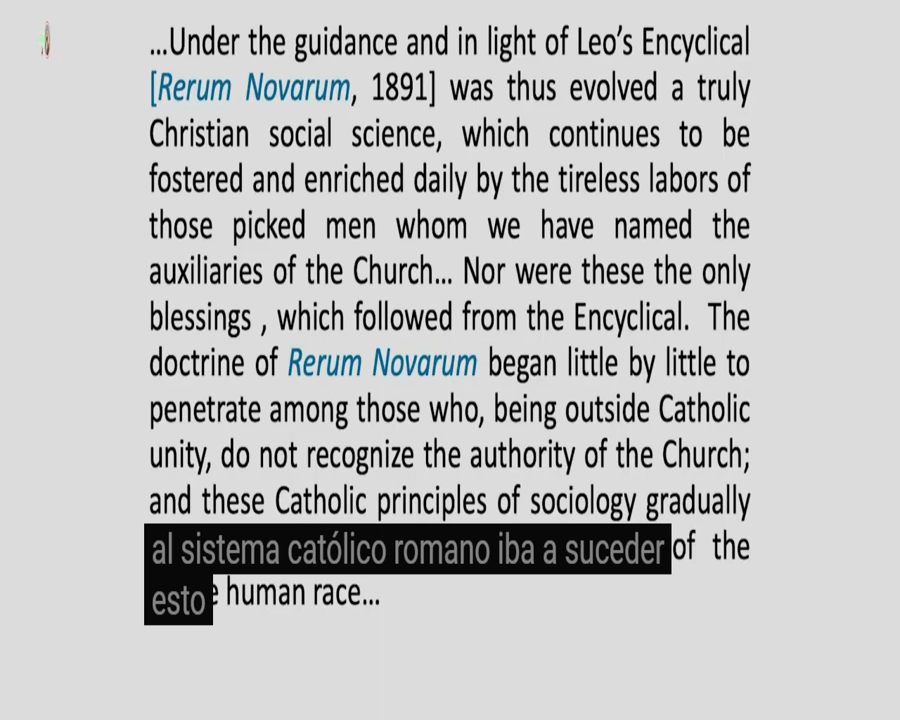 ...Under the guidance and in light of Leo’s Encyclical
[Rerum Novarum, 1891] was thus evolved a truly
Christian social science, which continues to be
fostered and enriched daily by the tireless labors of
those picked men whom we have named the
auxiliaries of the Church... Nor were these the only
blessings , which followed from the Encyclical. The
doctrine of Rerum Novarum began little by little to
penetrate among those who, being outside Catholic
unity, do not recognize the authority of the Church;
and these Catholic principles of sociology gradually
al sistema católico romano iba a suceder of the
esto human race...